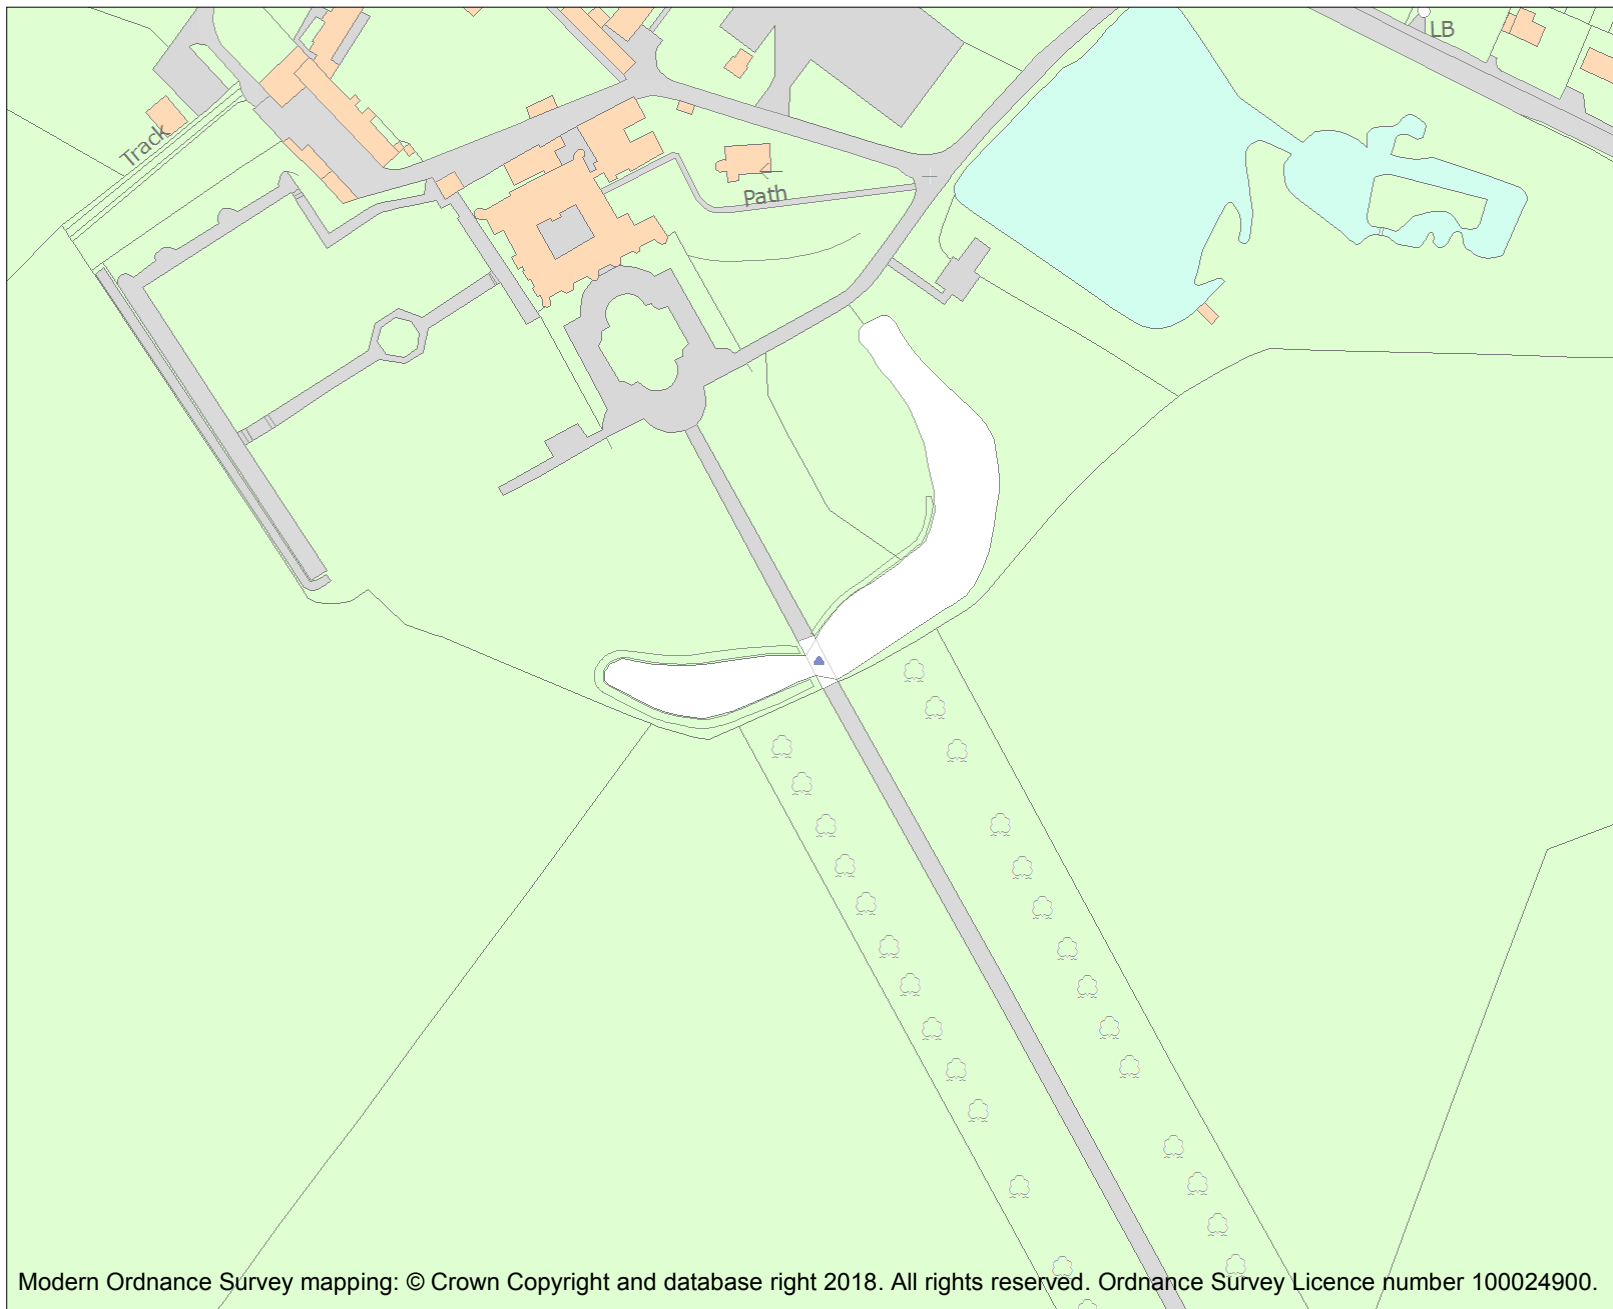 LB
Track
Path
Modern Ordnance Survey mapping: © Crown Copyright and database right 2018. All rights reserved. Ordnance Survey Licence number 100024900.